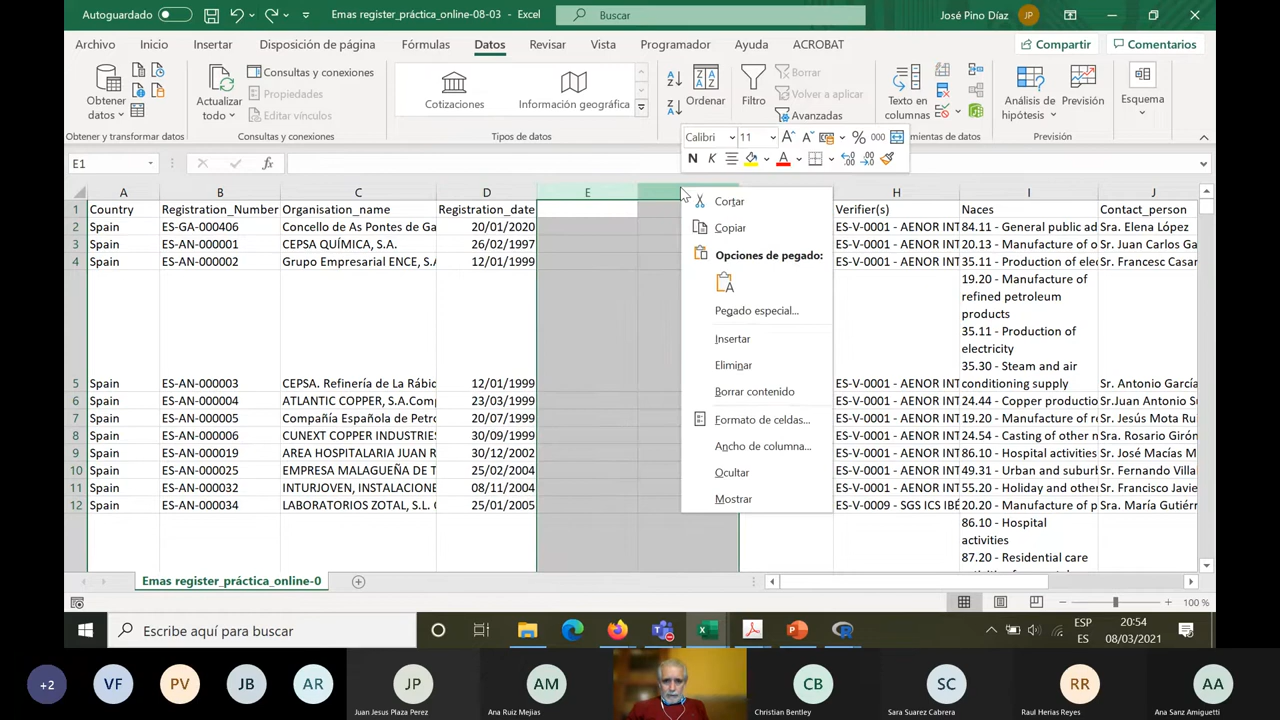 Autoguardado
Emas register_práctica_online-08-03 - Excel
Buscar
José Pino Díaz
JP
Archivo Inicio Insertar Disposición de página Fórmulas Datos Revisar Vista Programador Ayuda ACROBAT
Compartir
Comentarios
Obtener datos
Actualizar todo
Consultas y conexiones
Propiedades
Editar vínculos
Cotizaciones
Información geográfica
Ordenar
Filtro
Borrar
Volver a aplicar
Avanzadas
Texto en columnas
Análisis de hipótesis
Previsión
Esquema
Obtener y transformar datos
Consultas y conexiones
Tipos de datos
mientas de datos
Previsión
Calibri 11 % 000
N K
E1
fx
A B C D E H I J
1 Country Registration_Number Organisation_name Registration_date Verifier(s) Naces Contact_person
2 Spain ES-GA-000406 Concello de As Pontes de Ga 20/01/2020 ES-V-0001 - AENOR INT 84.11 - General public ad Sra. Elena López
3 Spain ES-AN-000001 CEPSA QUÍMICA, S.A. 26/02/1997 ES-V-0001 - AENOR INT 20.13 - Manufacture of o Sr. Juan Carlos Ga
4 Spain ES-AN-000002 Grupo Empresarial ENCE, S.A 12/01/1999 ES-V-0001 - AENOR INT 35.11 - Production of elec Sr. Francesc Casar
19.20 - Manufacture of
refined petroleum
products
35.11 - Production of
electricity
35.30 - Steam and air
5 Spain ES-AN-000003 CEPSA. Refinería de La Rábid 12/01/1999 ES-V-0001 - AENOR INT conditioning supply Sr. Antonio García
6 Spain ES-AN-000004 ATLANTIC COPPER, S.A.Comp 23/03/1999 ES-V-0001 - AENOR INT 24.44 - Copper productio Sr.Juan Antonio G
7 Spain ES-AN-000005 Compañía Española de Petro 20/07/1999 ES-V-0001 - AENOR INT 19.20 - Manufacture of r Sr. Jesús Mota Ru
8 Spain ES-AN-000006 CUNEXT COPPER INDUSTRIES 30/09/1999 ES-V-0001 - AENOR INT 24.54 - Casting of other n Sra. Rosario Girón
9 Spain ES-AN-000019 AREA HOSPITALARIA JUAN R 30/12/2002 ES-V-0001 - AENOR INT 86.10 - Hospital activities Sr. José Macías M
10 Spain ES-AN-000025 EMPRESA MALAGUEÑA DE T 25/02/2004 ES-V-0001 - AENOR INT 49.31 - Urban and suburb Sr. Fernando Villa
11 Spain ES-AN-000032 INTURJOVEN, INSTALACIONE 08/11/2004 ES-V-0001 - AENOR INT 55.20 - Holiday and othe Sr. Francisco Javie
12 Spain ES-AN-000034 LABORATORIOS ZOTAL, S.L. 25/01/2005 ES-V-0009 - SGS ICS IBÉ 20.20 - Manufacture of p Sra. María Gutiérr
86.10 - Hospital
activities
87.20 - Residential care
Cortar
Copiar
Opciones de pegado:
Pegado especial...
Insertar
Eliminar
Borrar contenido
Formato de celdas...
Ancho de columna...
Ocultar
Mostrar
Emas register_práctica_online-0
100 %
Escribe aquí para buscar
ESP
ES
20:54
08/03/2021
+2 VF PV JB AR JP AM CB SC RR AA
Juan Jesus Plaza Perez
Ana Ruiz Mejias
Christian Bentley
Sara Suarez Cabrera
Raul Herias Reyes
Ana Sanz Amiguetti